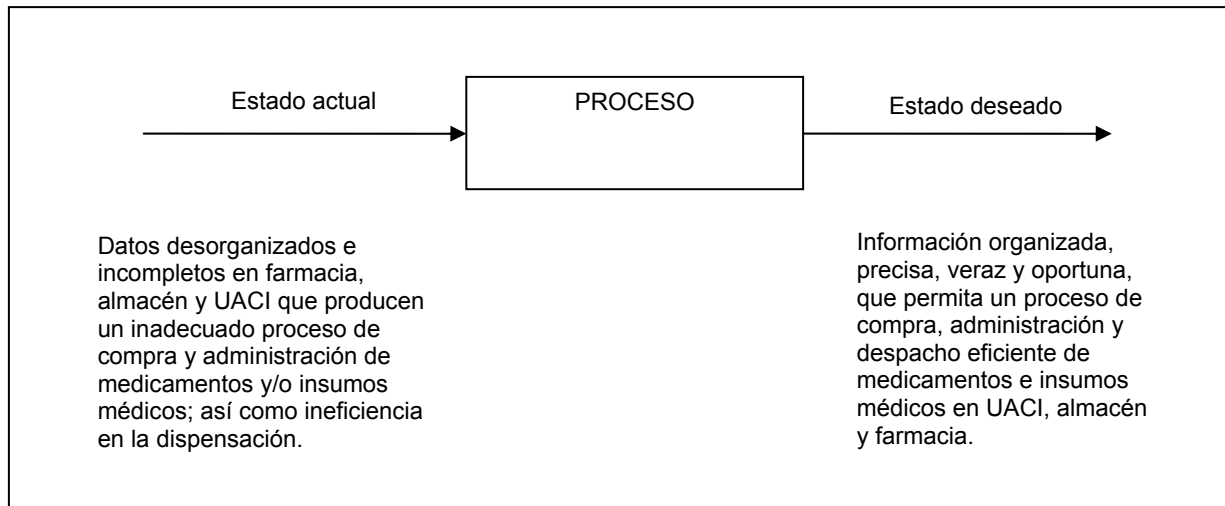 Estado actual
PROCESO
Estado deseado
Datos desorganizados e
incompletos en farmacia,
almacén y UACI que producen
un inadecuado proceso de
compra y administración de
medicamentos y/o insumos
médicos; así como ineficiencia
en la dispensación.
Información organizada,
precisa, veraz y oportuna,
que permita un proceso de
compra, administración y
despacho eficiente de
medicamentos e insumos
médicos en UACI, almacén
y farmacia.